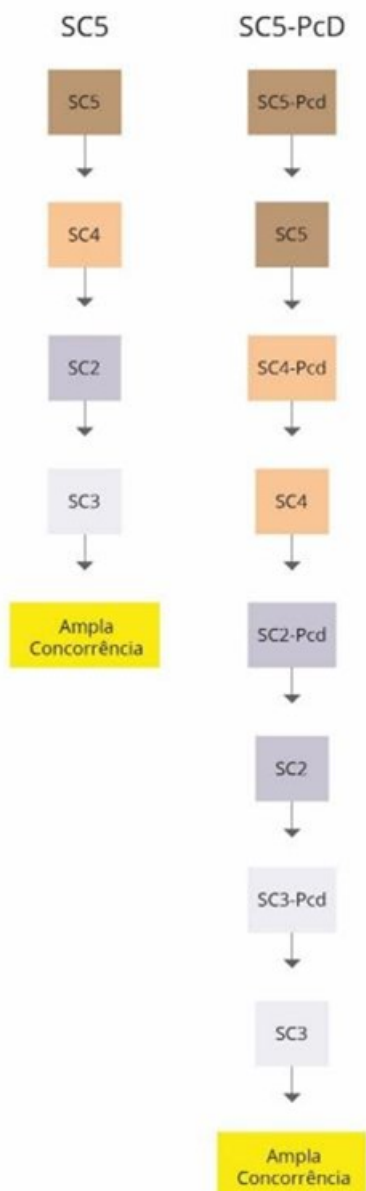 SC5
SC5
SC4
SC2
SC3
Ampla
Concorrência
SC5-PcD
SC5-Pcd
SC5
SC4-Pcd
SC4
SC2-Pcd
SC2
SC3-Pcd
SC3
Ampla
Concorrência